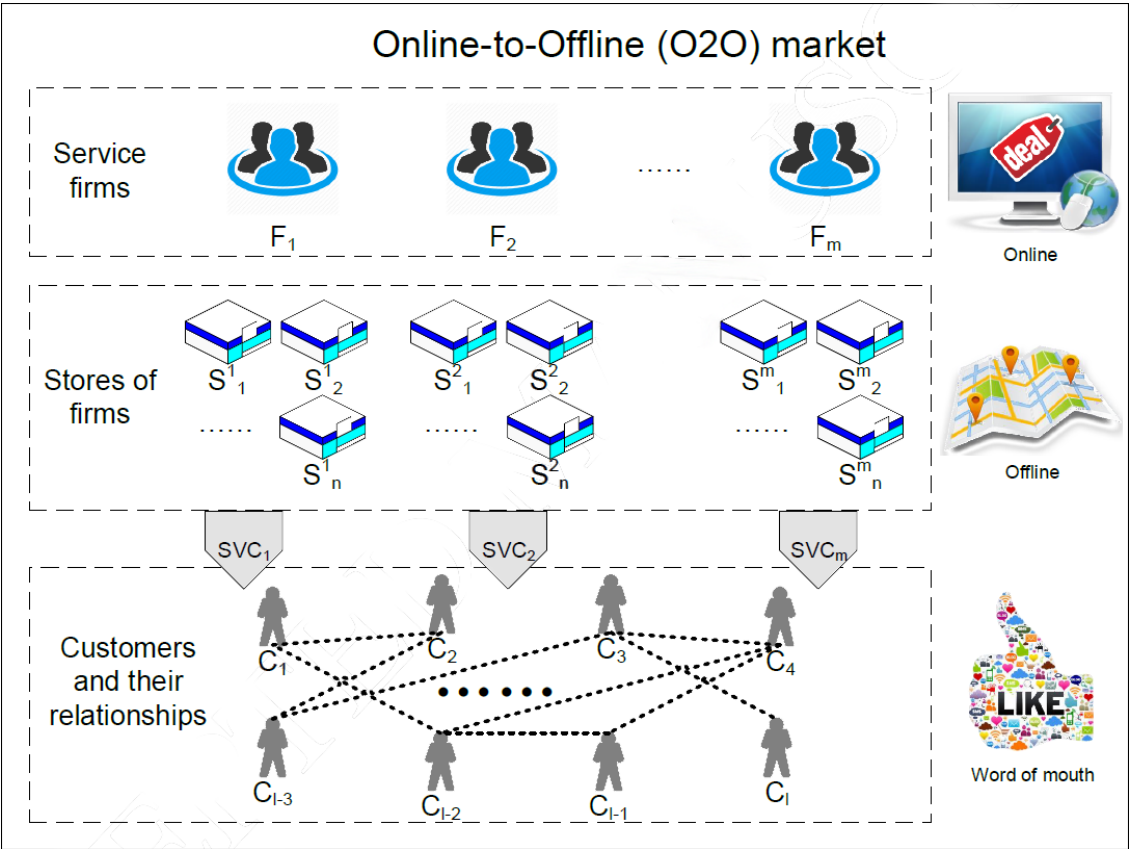 Online-to-Offline (O2O) market
Service
firms
F1
F2
......
Fm
deal
Online
Stores of
firms
S11
S12
S21
S22
Sm1
Sm2
......
S1n
......
S2n
......
Smn
Offline
SVC1
SVC2
SVCm
Customers
and their
relationships
C1
C2
C3
C4
......
Cl-3
Cl-2
Cl-1
Cl
LIKE
Word of mouth